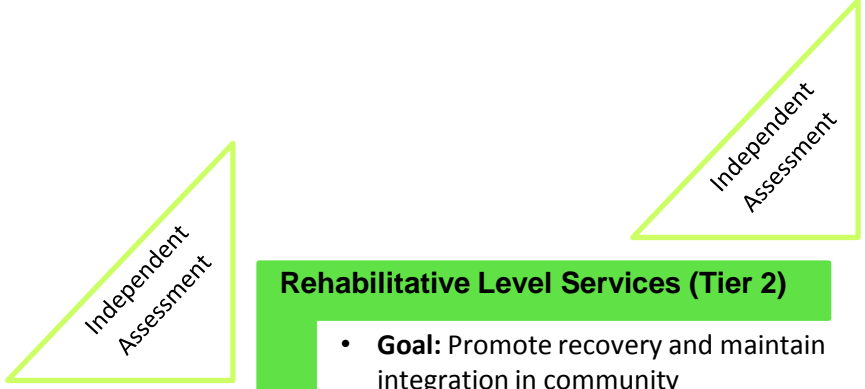 Independent
Assessment
Independent
Assessment
Rehabilitative Level Services (Tier 2)
• Goal: Promote recovery and maintain
integration in community